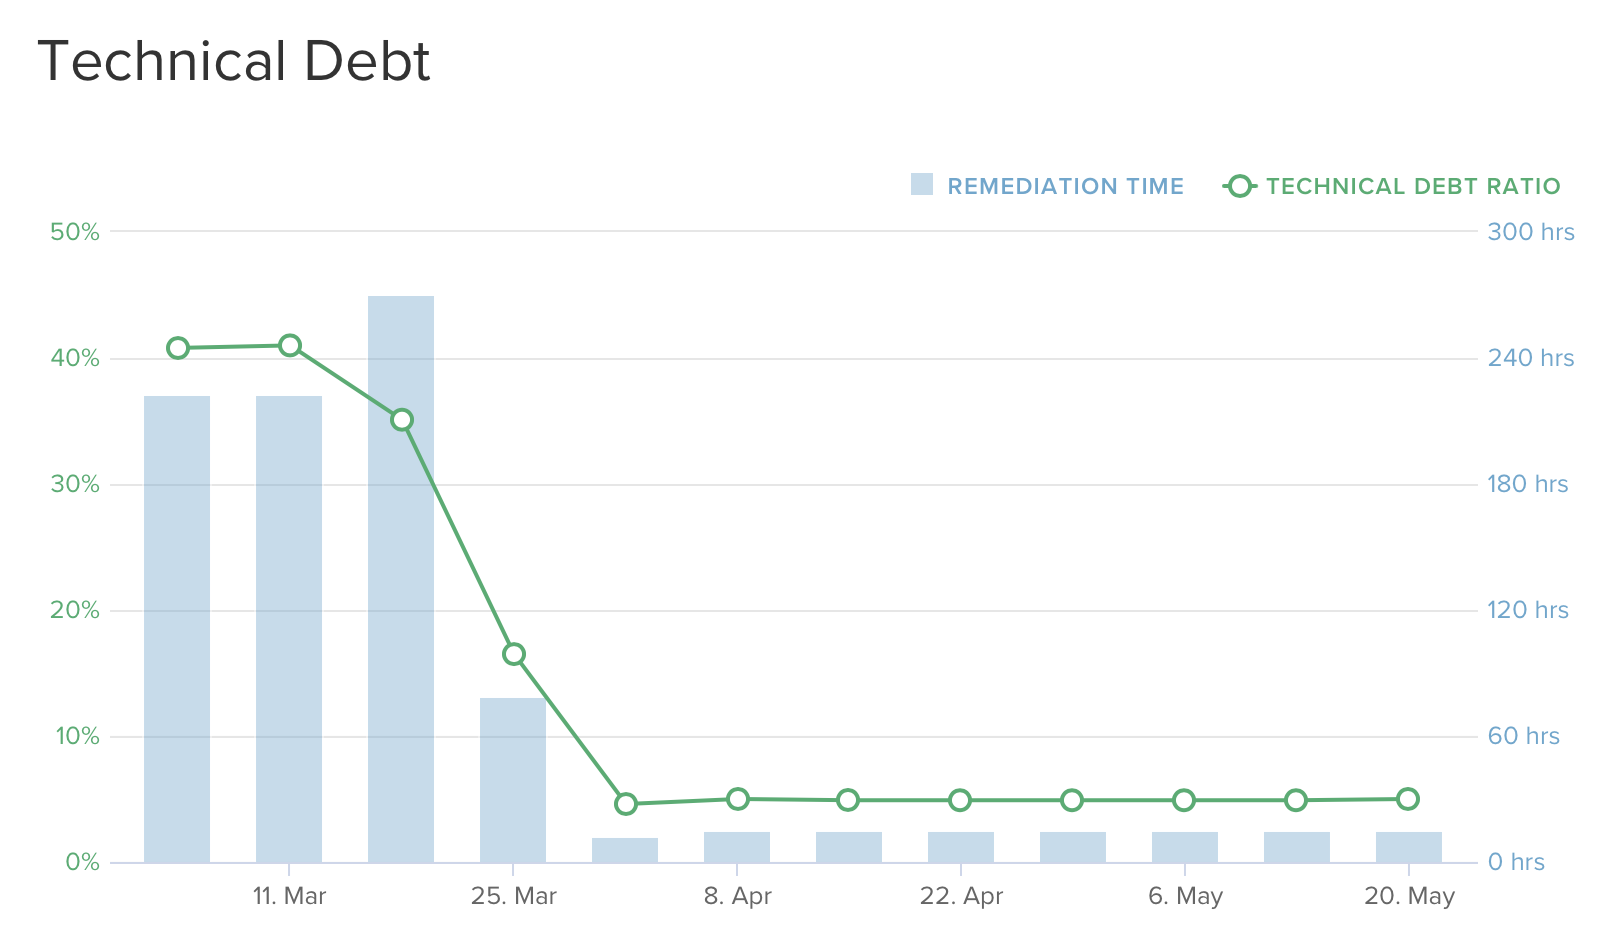 Technical Debt
REMEDIATION TIME
TECHNICAL DEBT RATIO
50%
300 hrs
40%
240 hrs
30%
180 hrs
20%
120 hrs
10%
60 hrs
0%
0 hrs
11. Mar
25. Mar
8. Apr
22. Apr
6. May
20. May